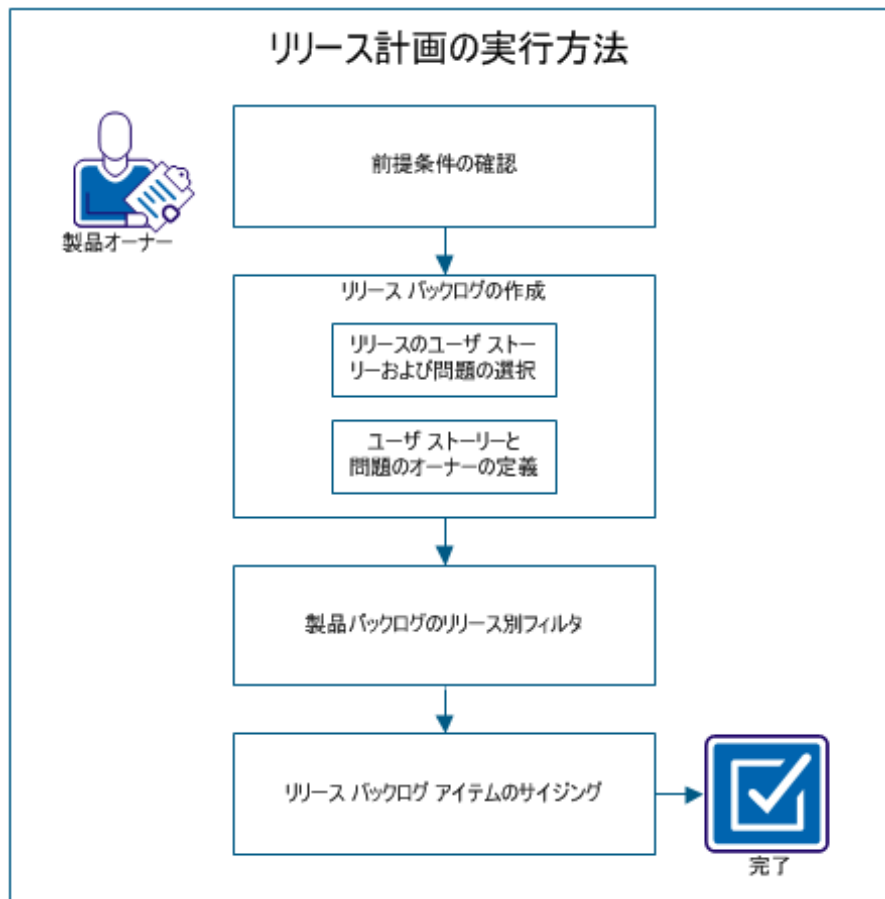 リリース計画の実行方法
前提条件の確認
製品オーナー
リリース バックログの作成
リリースのユーザ ストー
リーおよび問題の選択
ユーザ ストーリーと
問題のオーナーの定義
製品バックログのリリース別フィルタ
リリース バックログ アイテムのサイジング
完了